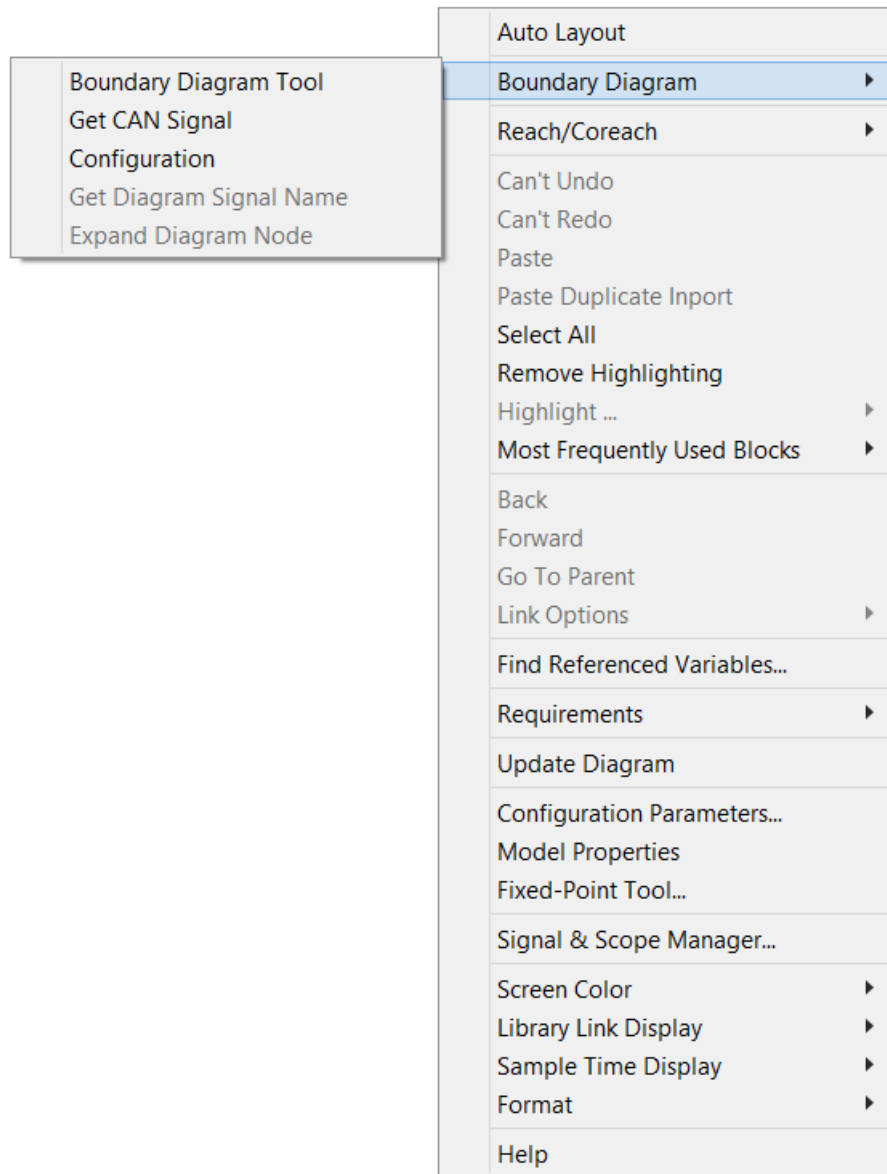 Auto Layout
Boundary Diagram
Boundary Diagram Tool
Get CAN Signal
Configuration
Get Diagram Signal Name
Expand Diagram Node
Reach/Coreach
Can't Undo
Can't Redo
Paste
Paste Duplicate Inport
Select All
Remove Highlighting
Highlight ...
Most Frequently Used Blocks
Back
Forward
Go To Parent
Link Options
Find Referenced Variables...
Requirements
Update Diagram
Configuration Parameters...
Model Properties
Fixed-Point Tool...
Signal & Scope Manager...
Screen Color
Library Link Display
Sample Time Display
Format
Help